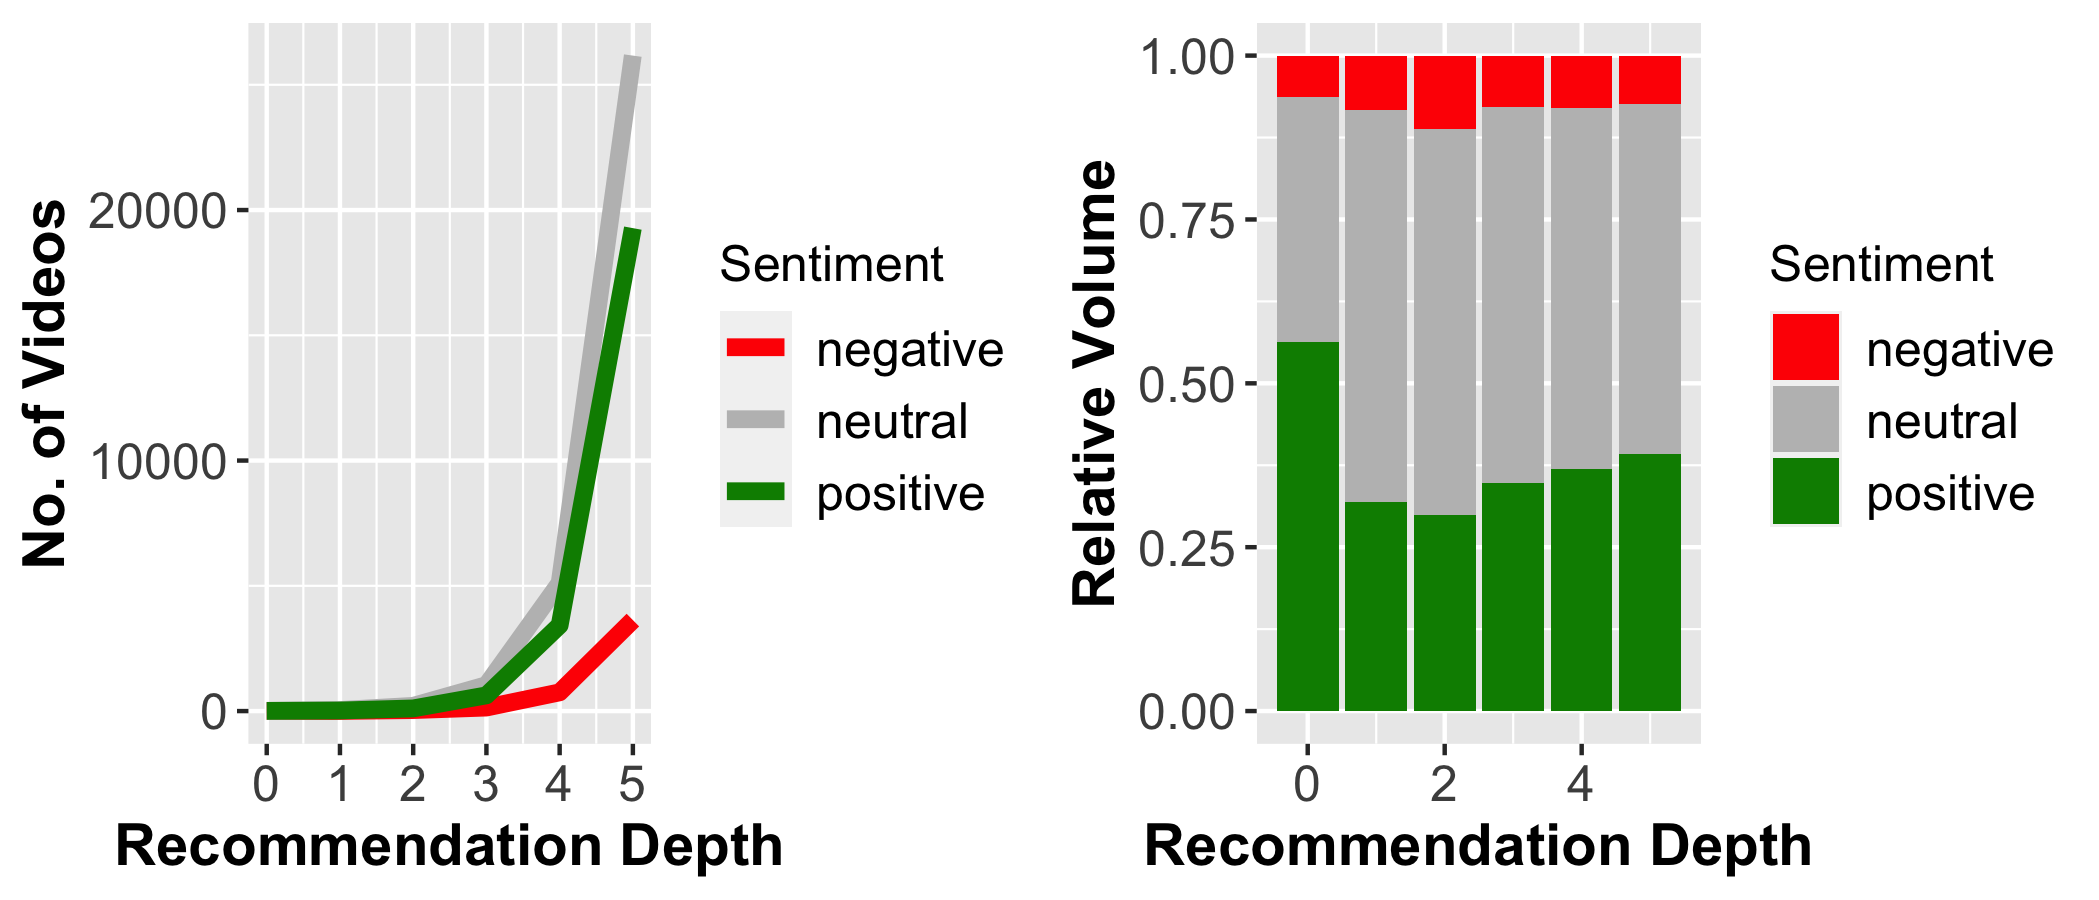 No. of Videos
20000
10000
0
0 1 2 3 4 5
Recommendation Depth
Sentiment
negative
neutral
positive
Relative Volume
1.00
0.75
0.50
0.25
0.00
0 2 4
Recommendation Depth
Sentiment
negative
neutral
positive